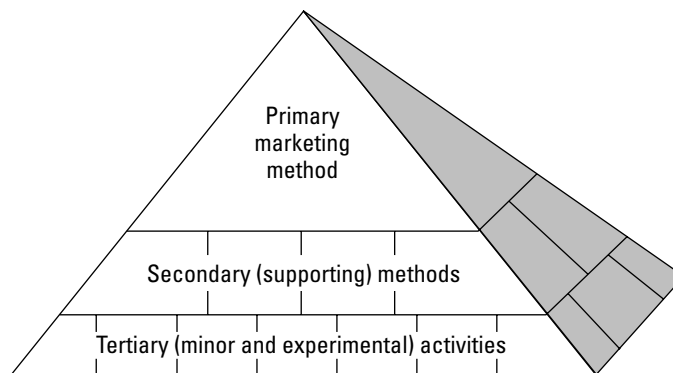 Primary
marketing
method
Secondary (supporting) methods
Tertiary (minor and experimental) activities